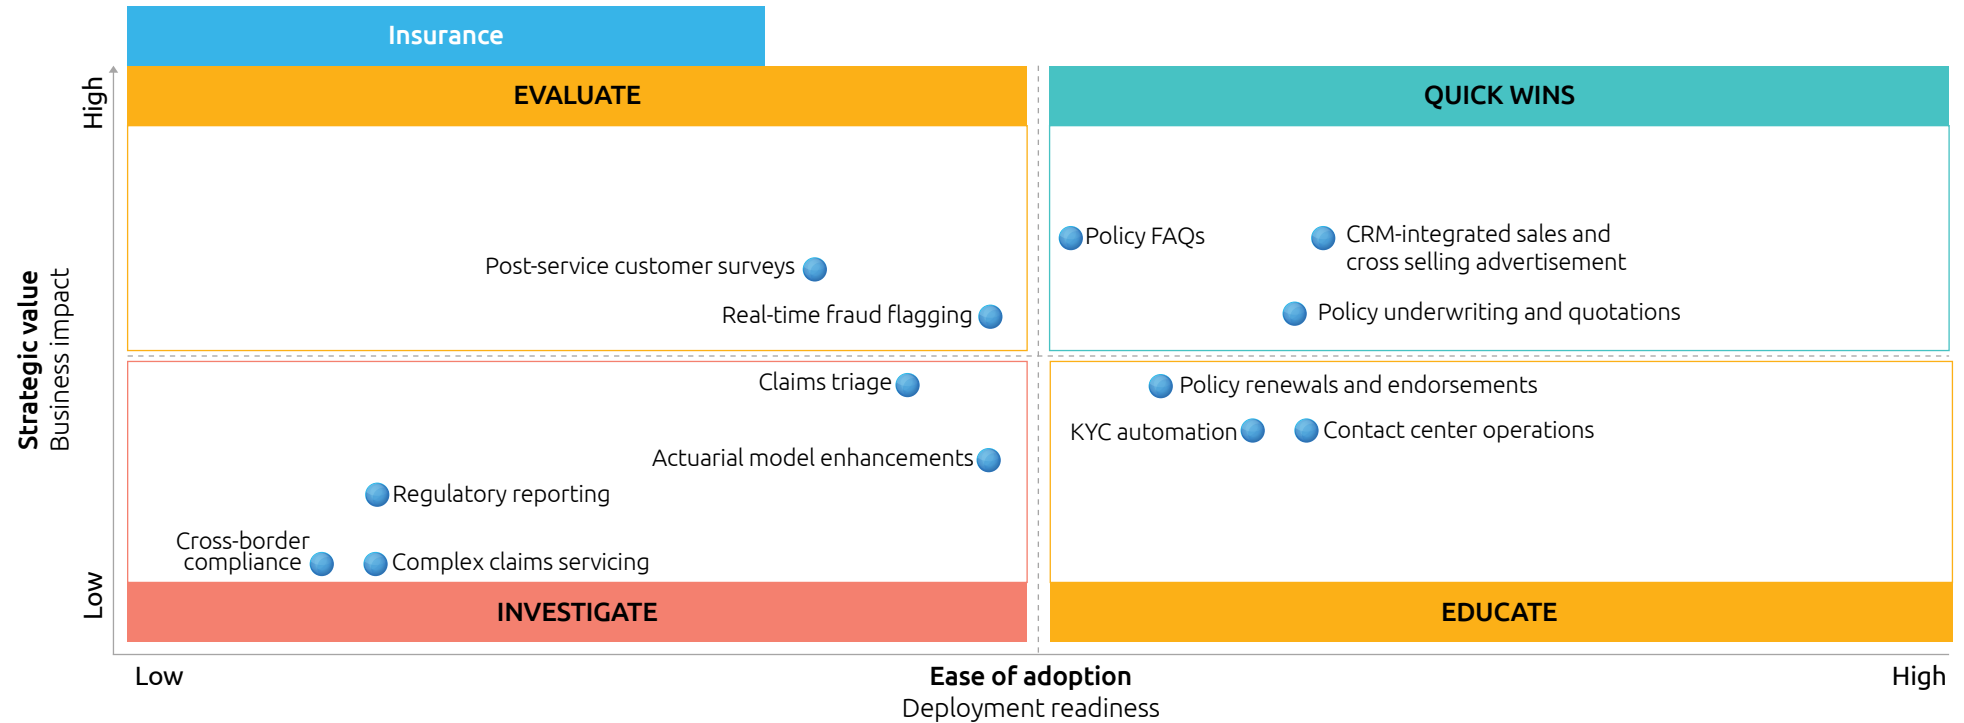 Insurance
EVALUATE
QUICK WINS
High
Strategic value
Business impact
Low
Policy FAQs
CRM-integrated sales and
cross selling advertisement
Post-service customer surveys
Real-time fraud flagging
Policy underwriting and quotations
Claims triage
Policy renewals and endorsements
KYC automation
Contact center operations
Actuarial model enhancements
Regulatory reporting
Cross-border
compliance
Complex claims servicing
INVESTIGATE
EDUCATE
Low
Ease of adoption
High
Deployment readiness